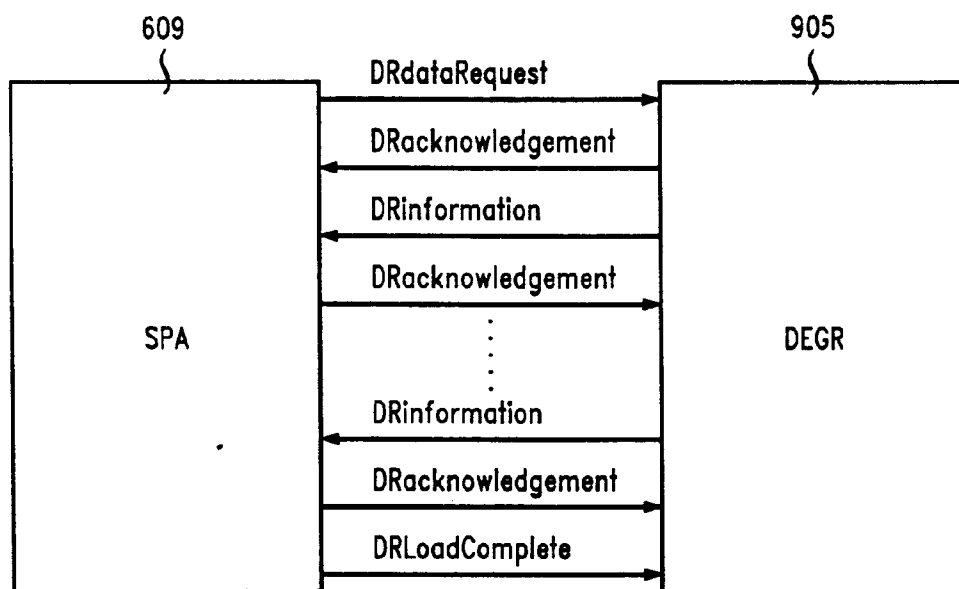 609
905
DRdataRequest
DRacknowledgement
DRinformation
DRacknowledgement
SPA
DEGR
DRinformation
DRacknowledgement
DRLoadComplete